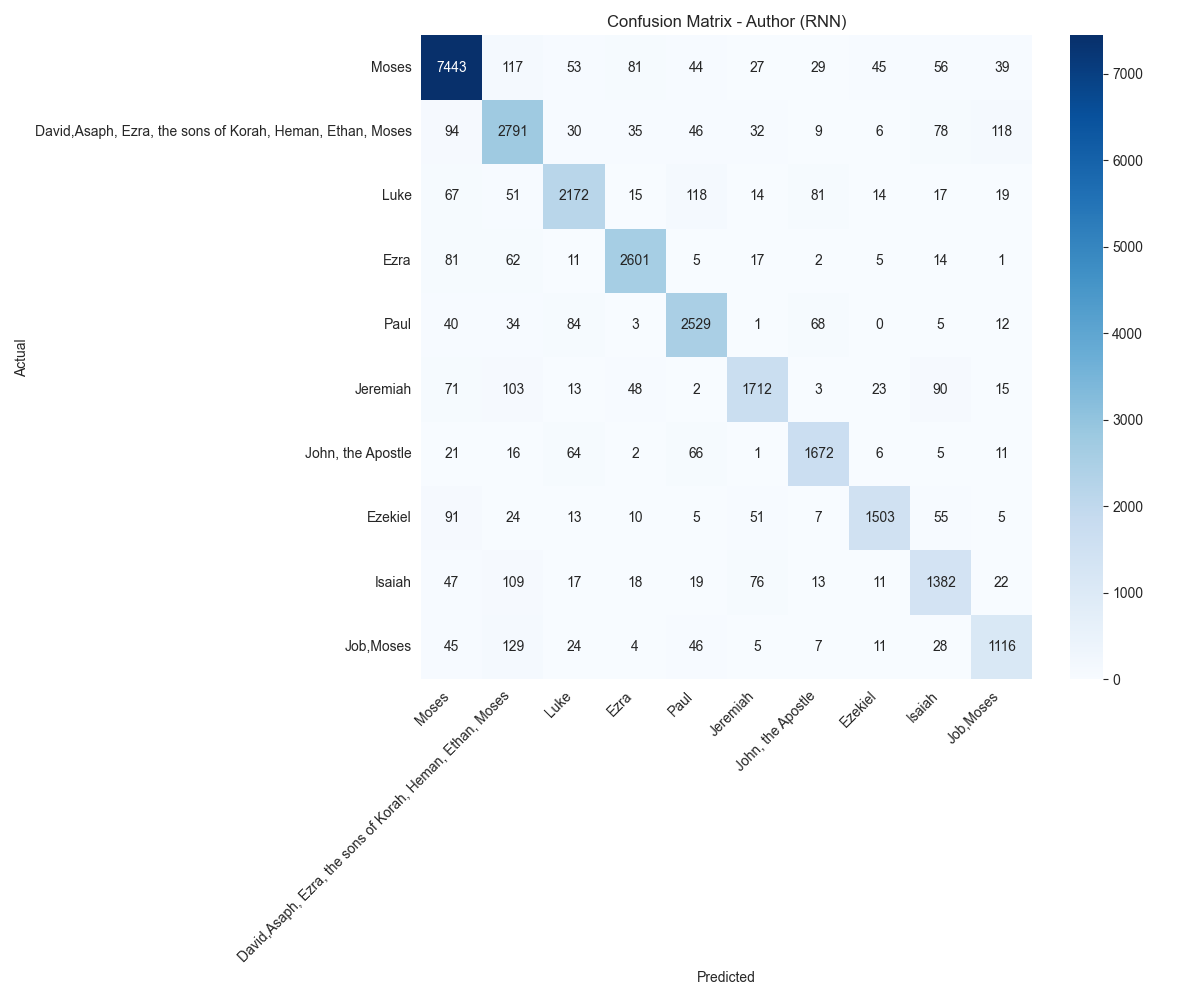 Confusion Matrix - Author (RNN)
Moses 7443 117 53 81 44 27 29 45 56 39
David,Asaph, Ezra, the sons of Korah, Heman, Ethan, Moses 94 2791 30 35 46 32 9 6 78 118
Luke 67 51 2172 15 118 14 81 14 17 19
Ezra 81 62 11 2601 5 17 2 5 14 1
Paul 40 34 84 3 2529 1 68 0 5 12
Jeremiah 71 103 13 48 2 1712 3 23 90 15
John, the Apostle 21 16 64 2 66 1 1672 6 5 11
Ezekiel 91 24 13 10 5 51 7 1503 55 5
Isaiah 47 109 17 18 19 76 13 11 1382 22
Job,Moses 45 129 24 4 46 5 7 11 28 1116
Actual
Moses
David,Asaph, Ezra, the sons of Korah, Heman, Ethan, Moses
Luke
Ezra
Paul
Jeremiah
John, the Apostle
Ezekiel
Isaiah
Job,Moses
Predicted
7000
6000
5000
4000
3000
2000
1000
0